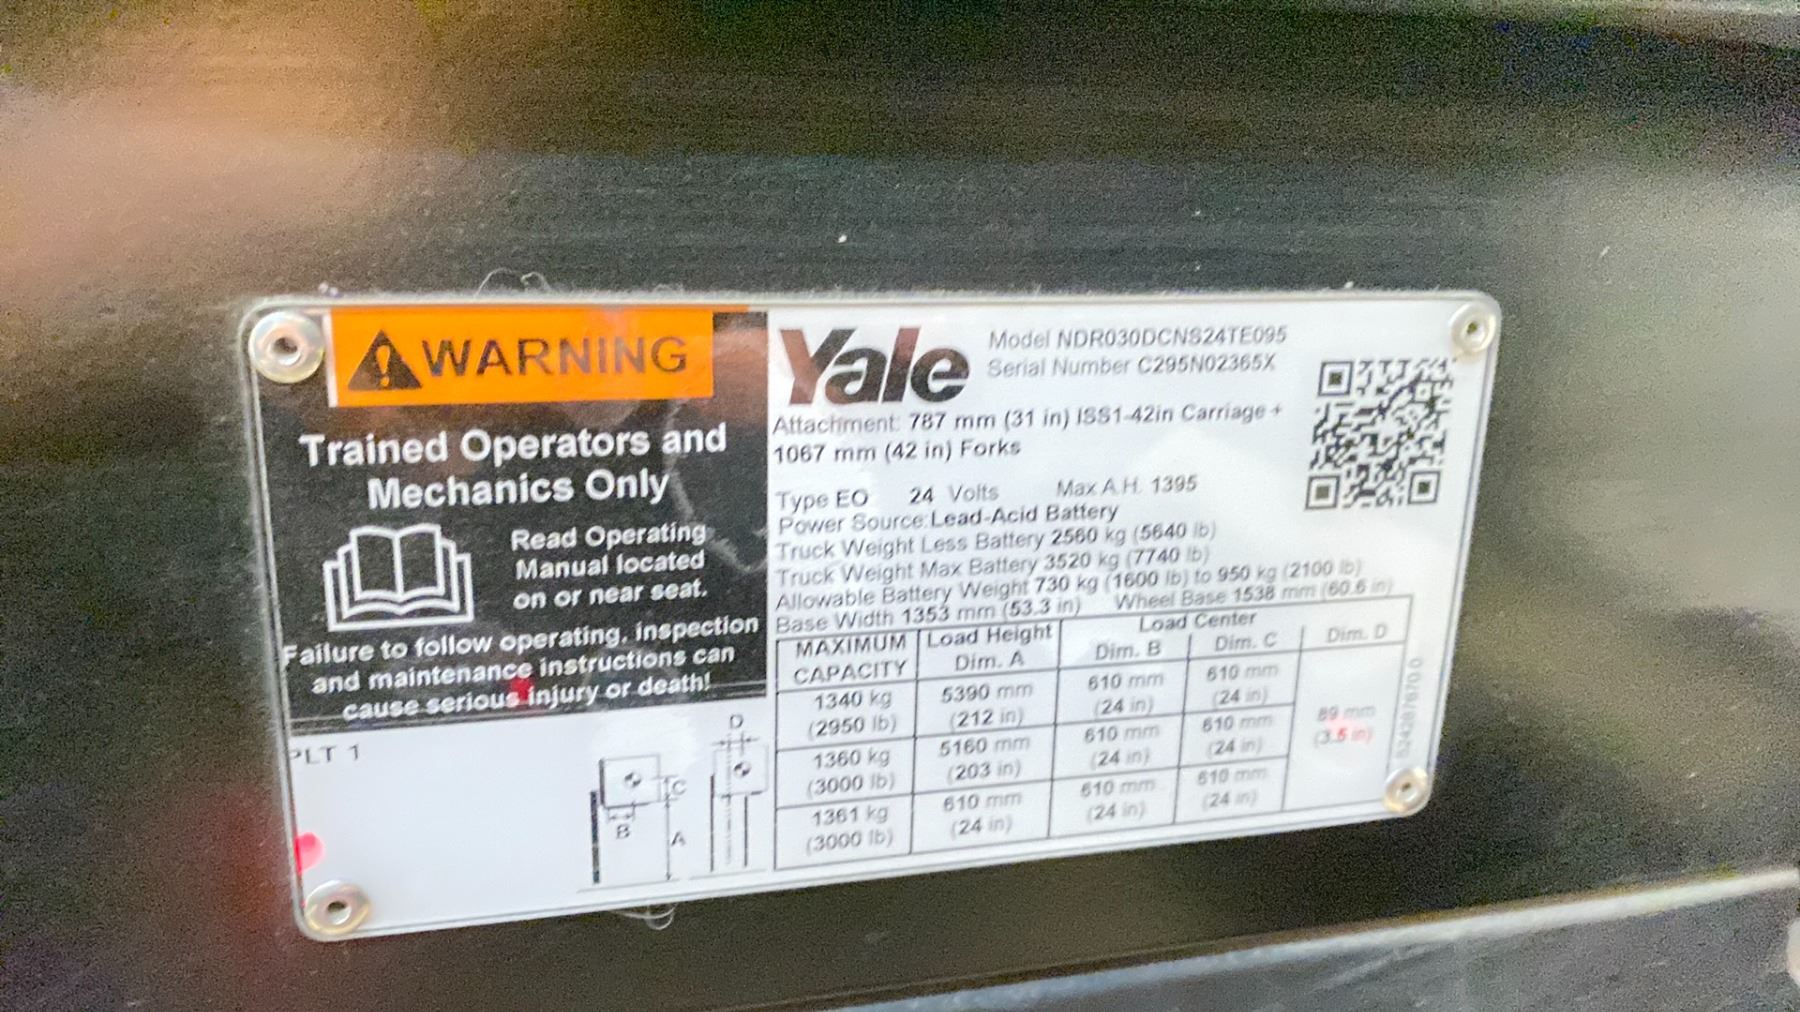 WARNING
Trained Operators and
Mechanics Only
Read Operating
Manual located
on or near seat.
Failure to follow operating, inspection
and maintenance instructions can
cause serious injury or death!
PLT 1
D
C
B
A
Yale
Model NDR030DCNS24TE095
Serial Number C295N02365X
Attachment: 787 mm (31 in) ISS1-42in Carriage +
1067 mm (42 in) Forks
Type EO 24 Volts Max A.H. 1395
Power Source:Lead-Acid Battery
Truck Weight Less Battery 2560 kg (5640 lb)
Truck Weight Max Battery 3520 kg (7740 lb)
Allowable Battery Weight 730 kg (1600 lb) to 950 kg (2100 lb)
Base Width 1353 mm (53.3 in) Wheel Base 1538 mm (60.6 in)
MAXIMUM CAPACITY Load Height Dim. A Load Center Dim. B Dim. C Dim. D
1340 kg 5390 mm 610 mm 610 mm
(2950 lb) (212 in) (24 in) (24 in)
1360 kg 5160 mm 610 mm 610 mm 89 mm
(3000 lb) (203 in) (24 in) (24 in) (3.5 in)
1361 kg 610 mm 610 mm 610 mm
(3000 lb) (24 in) (24 in) (24 in)